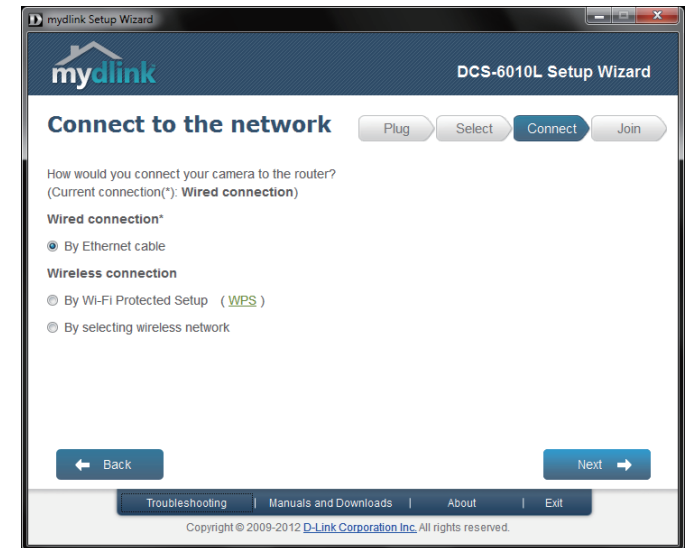 mydlink Setup Wizard
mydlink
DCS-6010L Setup Wizard
Connect to the network
Plug Select Connect Join
How would you connect your camera to the router?
(Current connection(*): Wired connection)
Wired connection*
By Ethernet cable
Wireless connection
By Wi-Fi Protected Setup ( WPS )
By selecting wireless network
Back Next
Troubleshooting | Manuals and Downloads | About | Exit
Copyright © 2009-2012 D-Link Corporation Inc. All rights reserved.